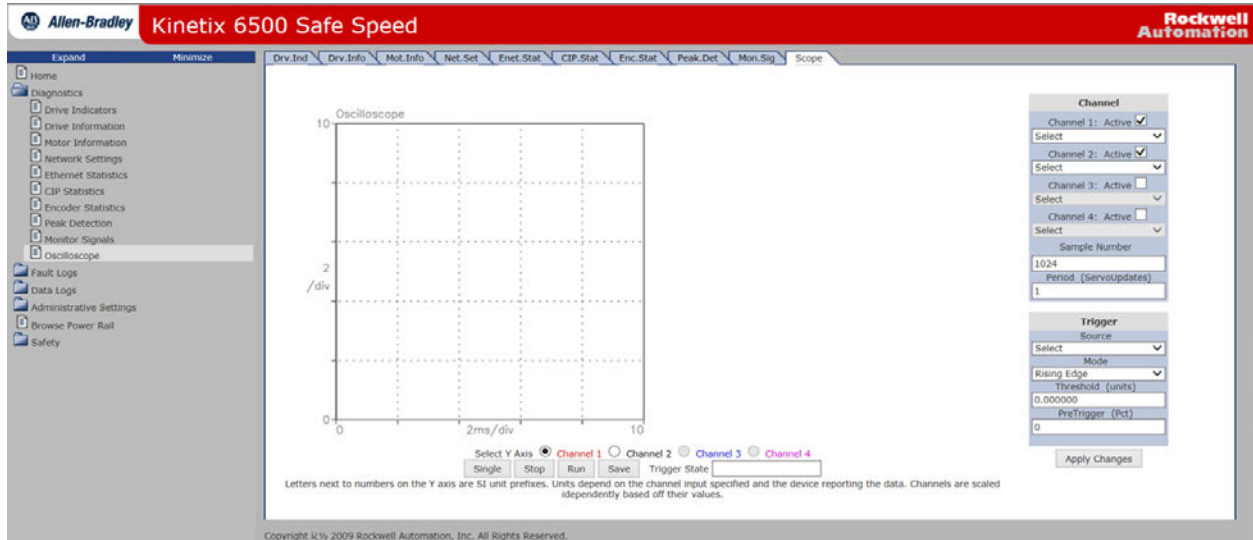 AB Allen-Bradley Kinetix 6500 Safe Speed
Rockwell
Automation
Expand Minimize
Home
Diagnostics
Drive Indicators
Drive Information
Motor Information
Network Settings
Ethernet Statistics
CIP Statistics
Encoder Statistics
Peak Detection
Monitor Signals
Oscilloscope
Fault Logs
Data Logs
Administrative Settings
Browse Power Rail
Safety
Drv.Ind Drv.Info Mot.Info Net.Set Enet.Stat CIP.Stat Enc.Stat Peak.Det Mon.Sig Scope
Oscilloscope
10
2
/div
0
0 2ms/div 10
Select Y Axis Channel 1 Channel 2 Channel 3 Channel 4
Single Stop Run Save Trigger State
Letters next to numbers on the Y axis are SI unit prefixes. Units depend on the channel input specified and the device reporting the data. Channels are scaled
idependently based off their values.
Channel
Channel 1: Active
Select
Channel 2: Active
Select
Channel 3: Active
Select
Channel 4: Active
Select
Sample Number
1024
Period (ServoUpdates)
1
Trigger
Source
Select
Mode
Rising Edge
Threshold (units)
0.000000
PreTrigger (Pct)
0
Apply Changes
Copyright ï¿½ 2009 Rockwell Automation, Inc. All Rights Reserved.